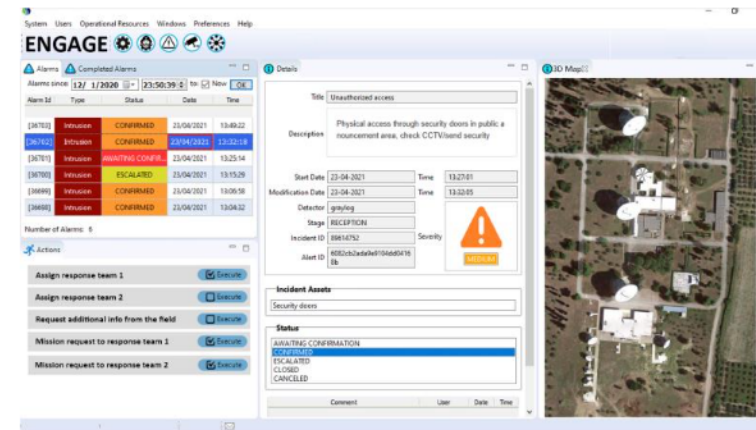 System Users Operational Resources Windows Preferences Help
ENGAGE
Alarms Completed Alarms
Alarms since 12/ 1/2020 23:50:39 to Now OK
Alarm Id Type Status Date Time
[36703] Intrusion CONFIRMED 23/04/2021 13:49:22
[36702] Intrusion CONFIRMED 23/04/2021 13:32:18
[36701] Intrusion AWAITING CONFIR... 23/04/2021 13:25:14
[36700] Intrusion ESCALATED 23/04/2021 13:15:29
[36699] Intrusion CONFIRMED 23/04/2021 13:06:58
[36698] Intrusion CONFIRMED 23/04/2021 13:04:32
Number of Alarms: 6
Actions
Assign response team 1 Execute
Assign response team 2 Execute
Request additional info from the field Execute
Mission request to response team 1 Execute
Mission request to response team 2 Execute
Details
Title Unauthorized access
Description Physical access through security doors in public a
nouncement area, check CCTV/send security
Start Date 23-04-2021 Time 13:27:01
Modification Date 23-04-2021 Time 13:32:05
Detector graylog
Stage RECEPTION
Incident ID 89614752 Severity
Alert ID
MEDIUM
Incident Assets
Security doors
Status
AWAITING CONFIRMATION
CONFIRMED
ESCALATED
CLOSED
CANCELED
Comment User Date Time
3D Map